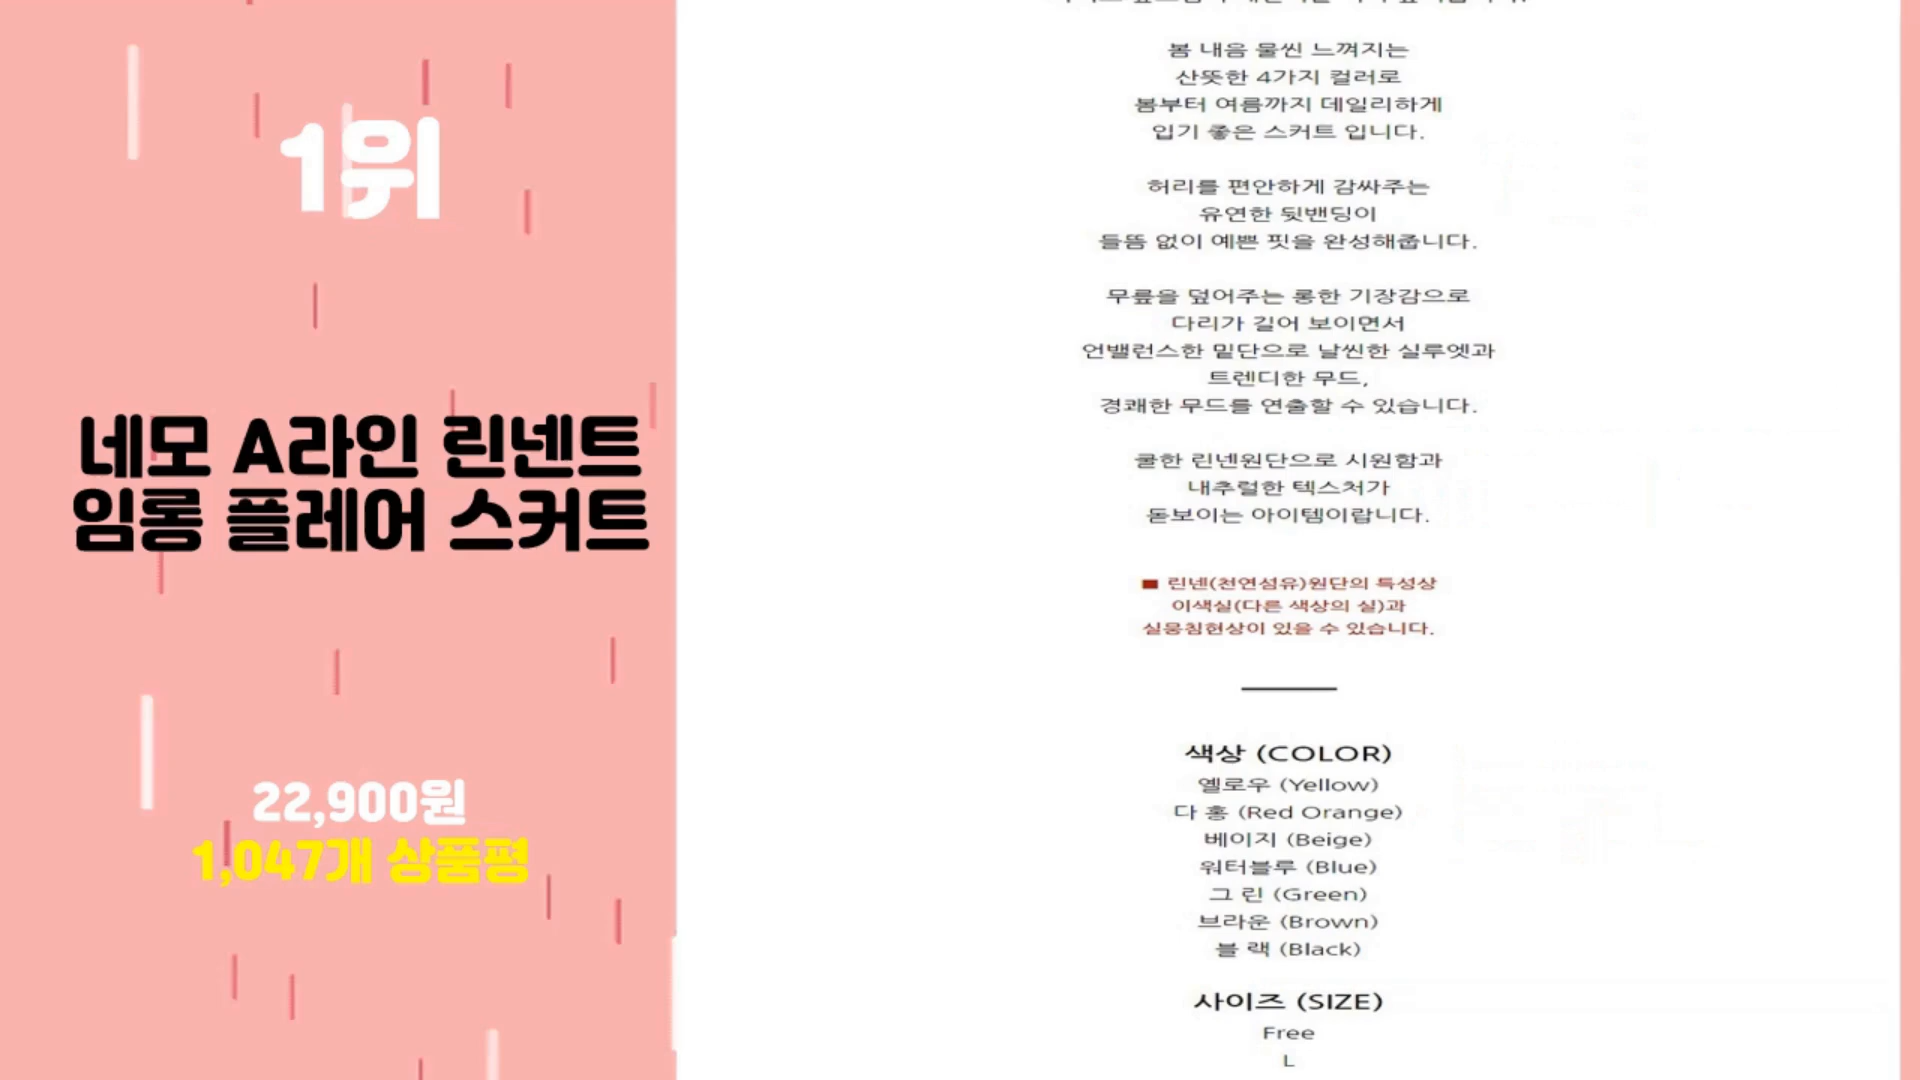 1위
네모 A라인 린넨트
임롱 플레어 스커트
22,900원
1,047개 상품평
봄 내음 물씬 느껴지는
산뜻한 4가지 컬러로
봄부터 여름까지 데일리하게
입기 좋은 스커트 입니다.
허리를 편안하게 감싸주는
유연한 뒷밴딩이
들뜸 없이 예쁜 핏을 완성해줍니다.
무릎을 덮어주는 롱한 기장감으로
다리가 길어 보이면서
언밸런스한 밑단으로 날씬한 실루엣과
트렌디한 무드,
경쾌한 무드를 연출할 수 있습니다.
쿨한 린넨원단으로 시원함과
내추럴한 텍스처가
돋보이는 아이템이랍니다.
■ 린넨(천연섬유)원단의 특성상
이색실(다른 색상의 실)과
실뭉침현상이 있을 수 있습니다.
색상 (COLOR)
옐로우 (Yellow)
다 홍 (Red Orange)
베이지 (Beige)
워터블루 (Blue)
그 린 (Green)
브라운 (Brown)
블 랙 (Black)
사이즈 (SIZE)
Free
L